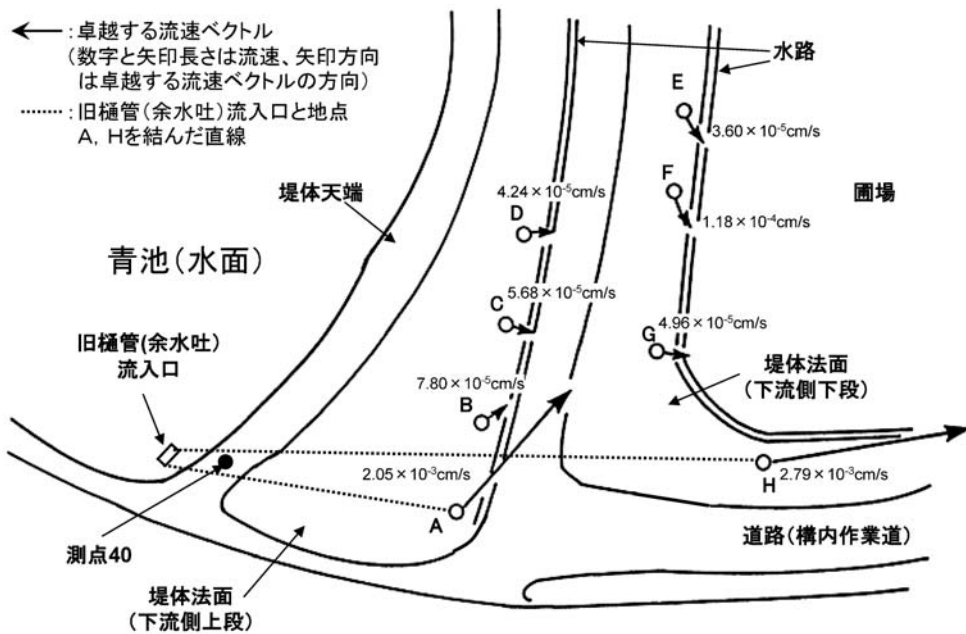 ：卓越する流速ベクトル
（数字と矢印長さは流速、矢印方向
は卓越する流速ベクトルの方向）
：旧樋管（余水吐）流入口と地点
A，Hを結んだ直線
水路
E
3.60×10-5cm/s
F
圃場
1.18×10-4cm/s
堤体天端
4.24×10-5cm/s
D
青池（水面）
C
5.68×10-5cm/s
G
4.96×10-5cm/s
旧樋管(余水吐)
流入口
堤体法面
（下流側下段）
7.80×10-5cm/s
B
2.05×10-3cm/s
H
2.79×10-3cm/s
A
測点40
道路（構内作業道）
堤体法面
（下流側上段）